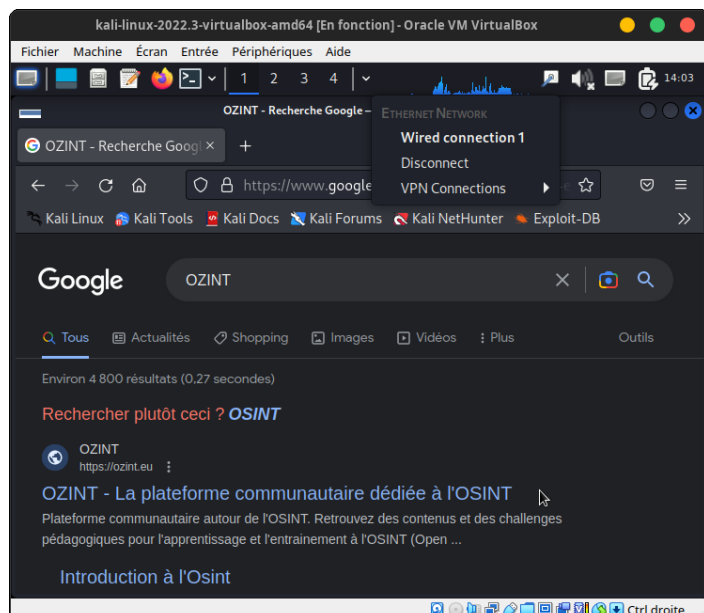 kali-linux-2022.3-virtualbox-amd64 [En fonction] - Oracle VM VirtualBox
Fichier Machine Écran Entrée Périphériques Aide
1 2 3 4 14:03
OZINT - Recherche Google —
ETHERNET NETWORK
Wired connection 1
Disconnect
VPN Connections
OZINT - Recherche Googl
https://www.google
Kali Linux Kali Tools Kali Docs Kali Forums Kali NetHunter Exploit-DB
Google OZINT
Tous Actualités Shopping Images Vidéos Plus Outils
Environ 4 800 résultats (0,27 secondes)
Rechercher plutôt ceci ? OSINT
OZINT
https://ozint.eu
OZINT - La plateforme communautaire dédiée à l'OSINT
Plateforme communautaire autour de l'OSINT. Retrouvez des contenus et des challenges
pédagogiques pour l'apprentissage et l'entrainement à l'OSINT (Open ...
Introduction à l'Osint
Ctrl droite